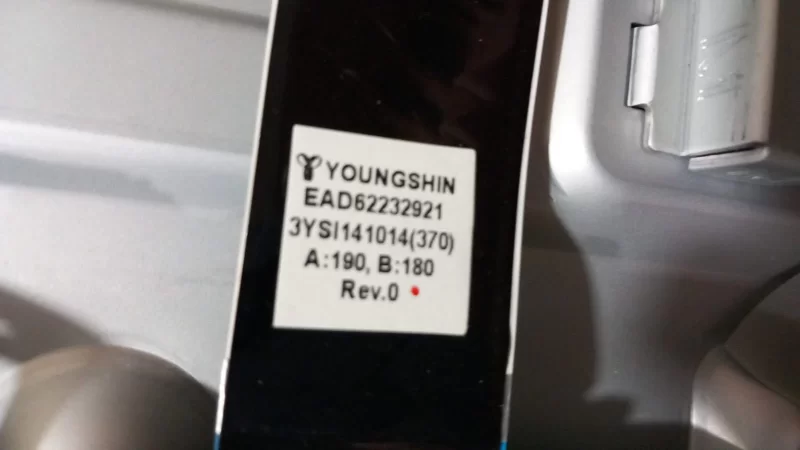 YOUNGSHIN
EAD62232921
3YSI141014(370)
A:190, B:180
Rev.0